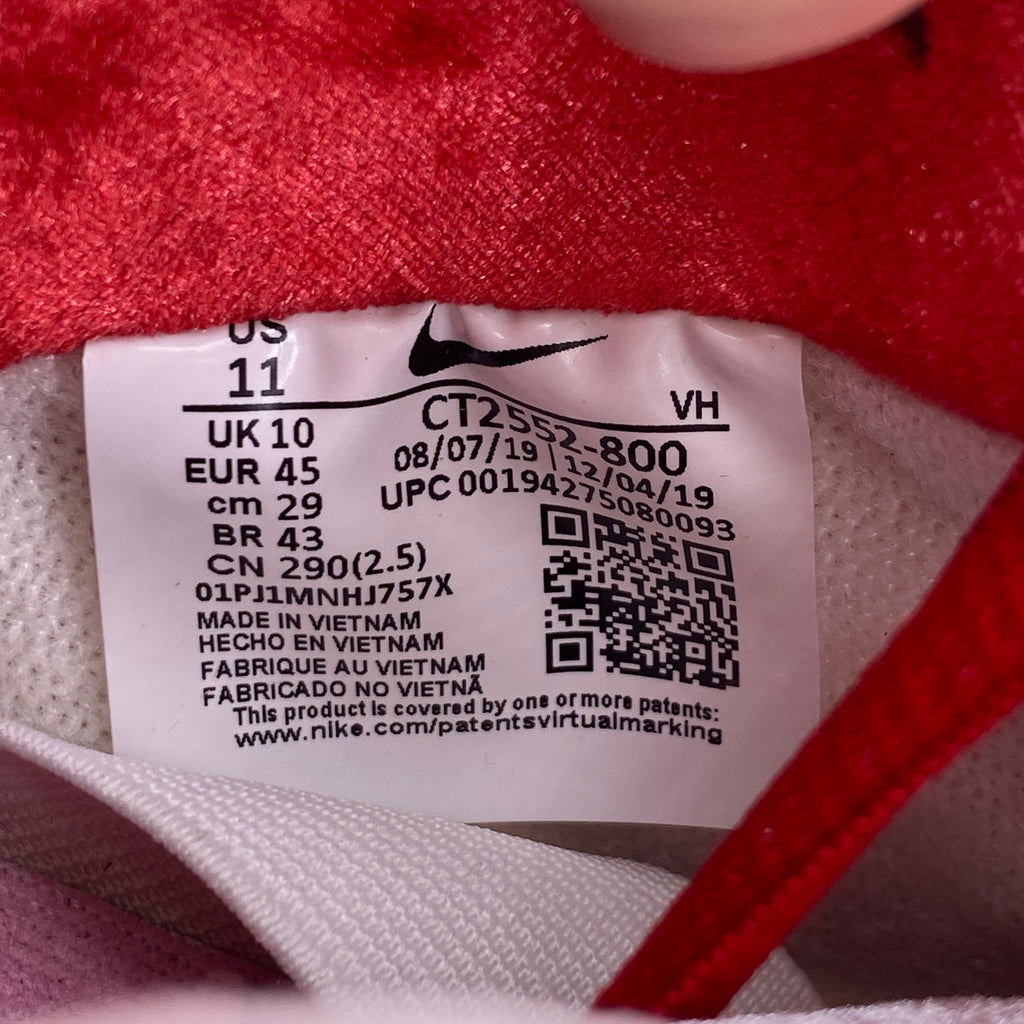 US
11
VH
UK 10
EUR 45
cm 29
BR 43
CN 290(2.5)
CT2552-800
08/07/19 | 12/04/19
UPC 00194275080093
01PJ1MNHJ757X
MADE IN VIETNAM
HECHO EN VIETNAM
FABRIQUE AU VIETNAM
FABRICADO NO VIETNÃ
This product is covered by one or more patents:
www.nike.com/patentsvirtualmarking